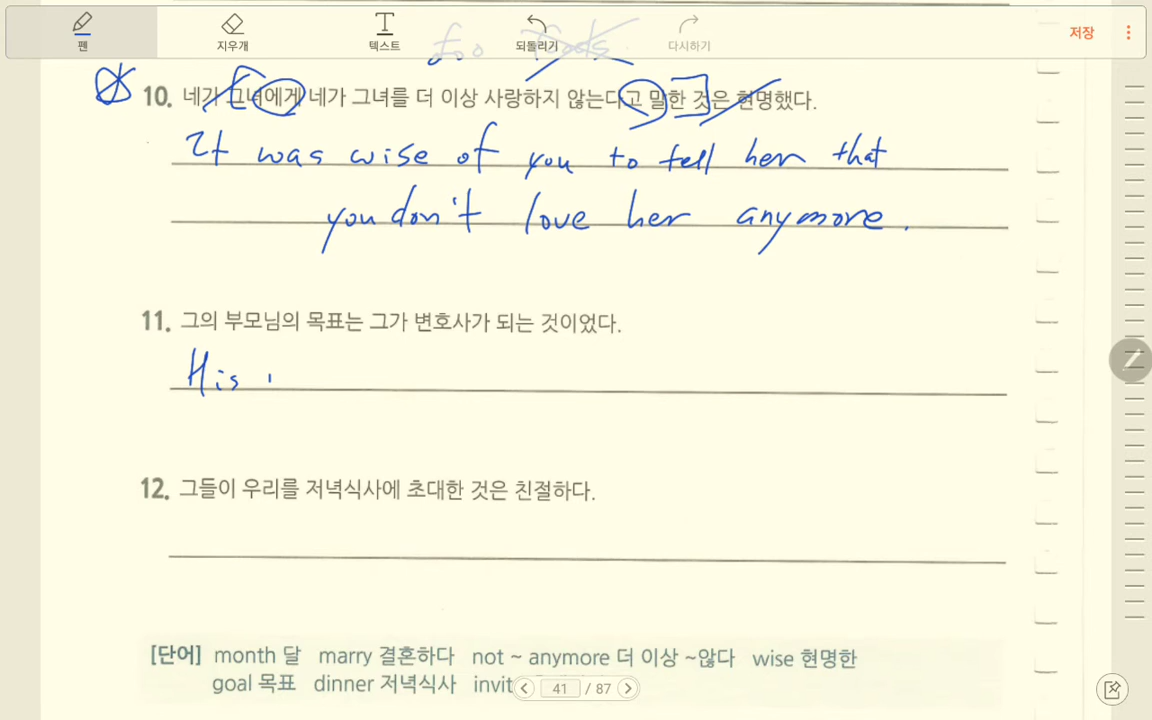 펜 지우개 텍스트 되돌리기 다시하기 저장
10. 네가 그녀에게 네가 그녀를 더 이상 사랑하지 않는다고 말한 것은 현명했다.
It was wise of you to tell her that
you don't love her anymore.
11. 그의 부모님의 목표는 그가 변호사가 되는 것이었다.
His
12. 그들이 우리를 저녁식사에 초대한 것은 친절하다.
[단어] month 달 marry 결혼하다 not ~ anymore 더 이상 ~않다 wise 현명한
goal 목표 dinner 저녁식사
41 / 87